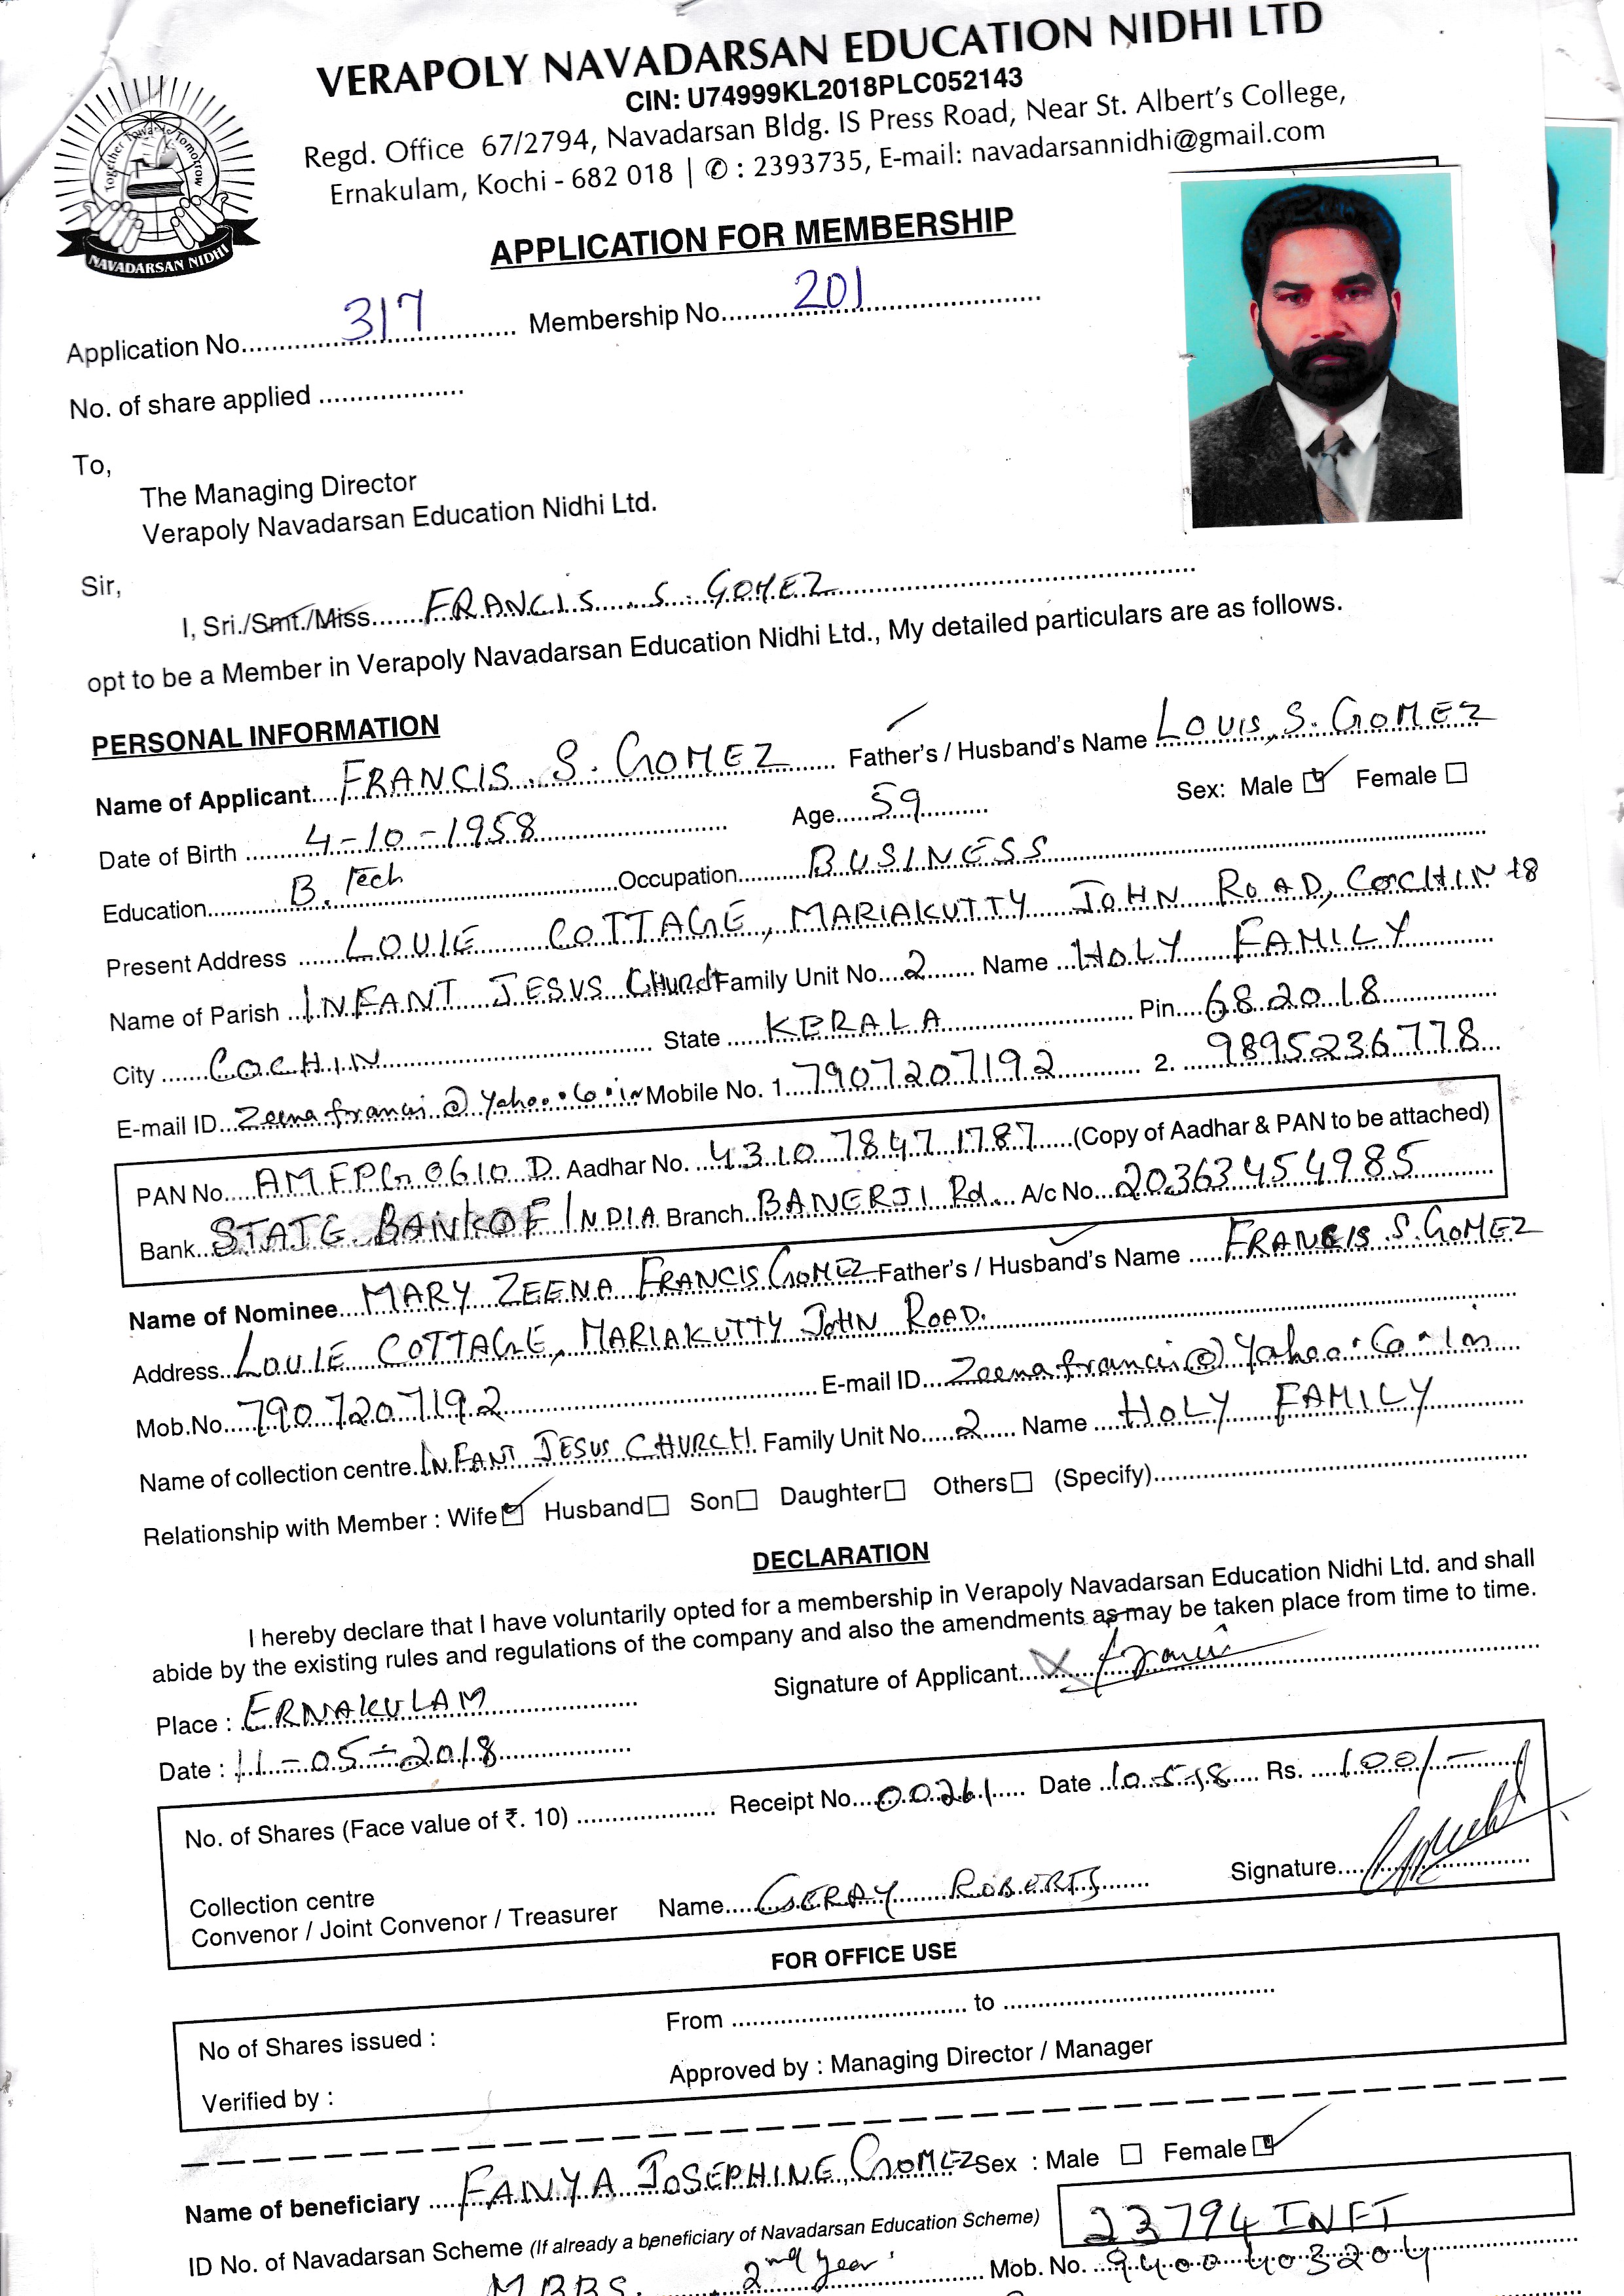 VERAPOLY NAVADARSAN EDUCATION NIDHI LTD
CIN: U74999KL2018PLC052143
Regd. Office 67/2794, Navadarsan Bldg. IS Press Road, Near St. Albert's College,
Ernakulam, Kochi - 682 018 | ✆ : 2393735, E-mail: navadarsannidhi@gmail.com
Together Towards Tomorrow
NAVADARSAN NIDHI
APPLICATION FOR MEMBERSHIP
Application No. 317 Membership No. 201
No. of share applied
To,
The Managing Director
Verapoly Navadarsan Education Nidhi Ltd.
Sir,
I, Sri./Smt./Miss FRANCIS S. GOMEZ
opt to be a Member in Verapoly Navadarsan Education Nidhi Ltd., My detailed particulars are as follows.
PERSONAL INFORMATION
Name of Applicant FRANCIS. S. GOMEZ Father's / Husband's Name LOUIS, S. GOMEZ
Date of Birth 4-10-1958 Age 59 Sex: Male Female
Education B. Tech Occupation BUSINESS
Present Address LOUIE COTTAGE, MARIAKUTTY JOHN ROAD, COCHIN 18
Name of Parish INFANT JESUS CHURCH Family Unit No. 2 Name HOLY FAMILY
City COCHIN State KERALA Pin 682018
E-mail ID Zeenafrancis@yahoo.co.in Mobile No. 1. 7907207192 2. 9895236778
PAN No. AMFPG0610D Aadhar No. 4310 7847 1787 (Copy of Aadhar & PAN to be attached)
Bank STATE BANK OF INDIA Branch BANERJI Rd. A/c No. 20363454985
Name of Nominee MARY ZEENA FRANCIS GOMEZ Father's / Husband's Name FRANCIS S. GOMEZ
Address LOUIE COTTAGE, MARIAKUTTY JOHN ROAD.
Mob.No. 7907207192 E-mail ID Zeenafrancis@yahoo.co.in
Name of collection centre INFANT JESUS CHURCH Family Unit No. 2 Name HOLY FAMILY
Relationship with Member : Wife Husband Son Daughter Others (Specify)
DECLARATION
I hereby declare that I have voluntarily opted for a membership in Verapoly Navadarsan Education Nidhi Ltd. and shall
abide by the existing rules and regulations of the company and also the amendments as may be taken place from time to time.
Signature of Applicant X Francis
Place : ERNAKULAM
Date : 11-05-2018
No. of Shares (Face value of ₹. 10) Receipt No. 00261 Date 10-5-18 Rs. 100/-
Collection centre
Convenor / Joint Convenor / Treasurer Name GERAY ROBERTS Signature
FOR OFFICE USE
No of Shares issued : From to
Verified by : Approved by : Managing Director / Manager
Name of beneficiary FANYA JOSEPHINE GOMEZ Sex : Male Female
ID No. of Navadarsan Scheme (If already a beneficiary of Navadarsan Education Scheme) 23794 INFT
MBBS. 2nd year Mob. No. 9400403204